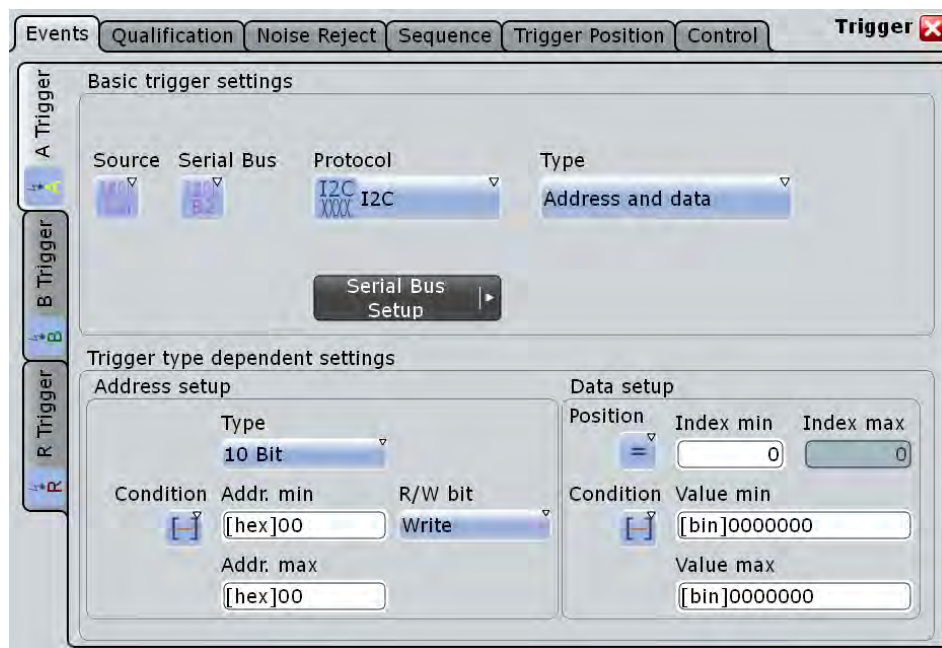 Events Qualification Noise Reject Sequence Trigger Position Control Trigger
A Trigger
A
B Trigger
B
R Trigger
R
Basic trigger settings
Source Serial Bus Protocol Type
I2C I2C Address and data
B2
Serial Bus
Setup
Trigger type dependent settings
Address setup Data setup
Type Position Index min Index max
10 Bit = 0 0
Condition Addr. min R/W bit Condition Value min
[hex]00 Write [bin]0000000
Addr. max Value max
[hex]00 [bin]0000000